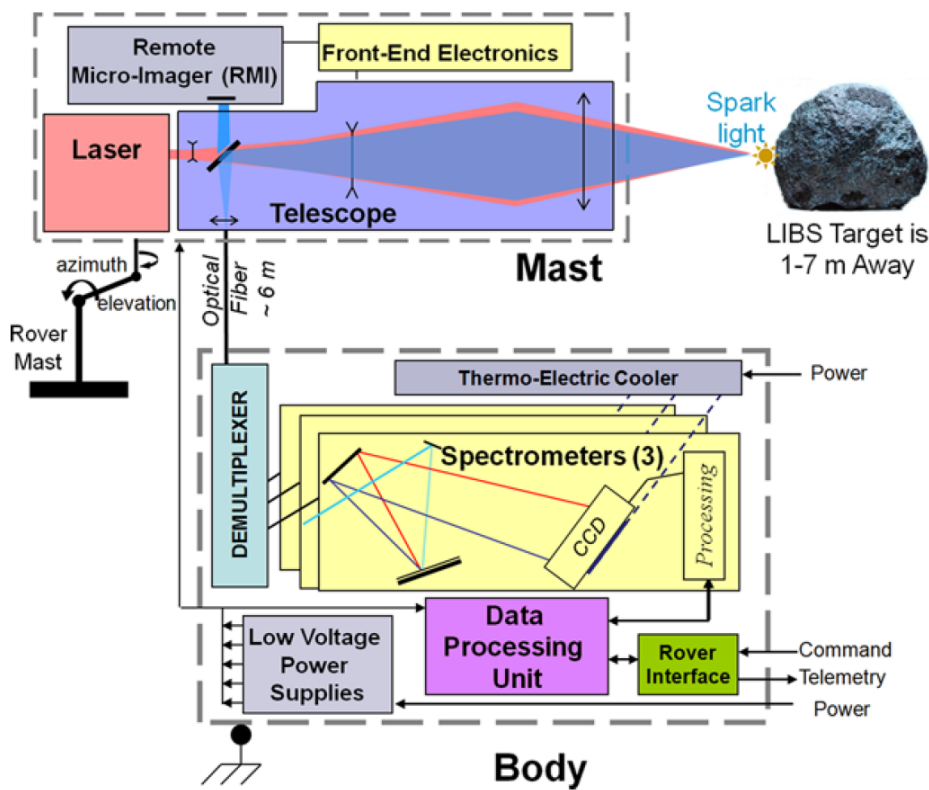 Remote
Micro-Imager (RMI)
Front-End Electronics
Laser
Spark
light
Telescope
LIBS Target is
1-7 m Away
Mast
azimuth
elevation
Rover
Mast
Optical
Fiber
~ 6 m
Thermo-Electric Cooler
Power
DEMULTIPLEXER
Spectrometers (3)
CCD
Processing
Data
Processing
Unit
Low Voltage
Power
Supplies
Rover
Interface
Command
Telemetry
Power
Body